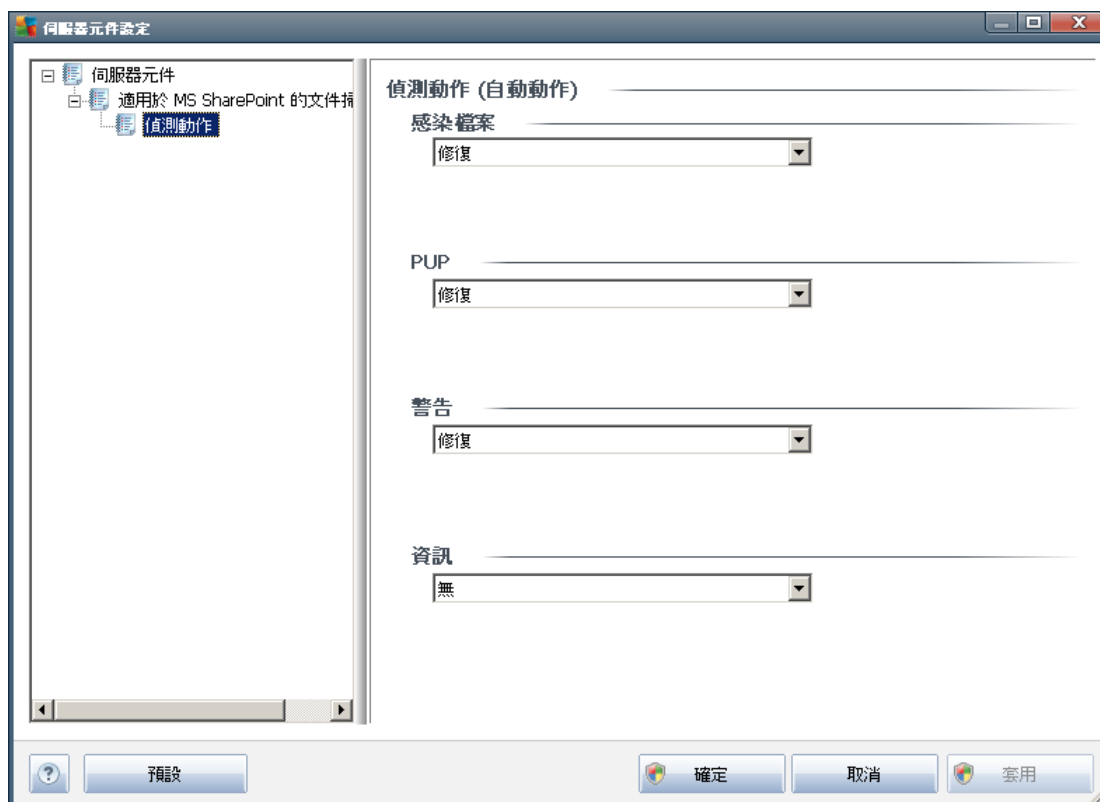 伺服器元件設定
伺服器元件
適用於 MS SharePoint 的文件掃
偵測動作
偵測動作 (自動動作)
感染檔案
修復
PUP
修復
警告
修復
資訊
無
?
預設
確定
取消
套用